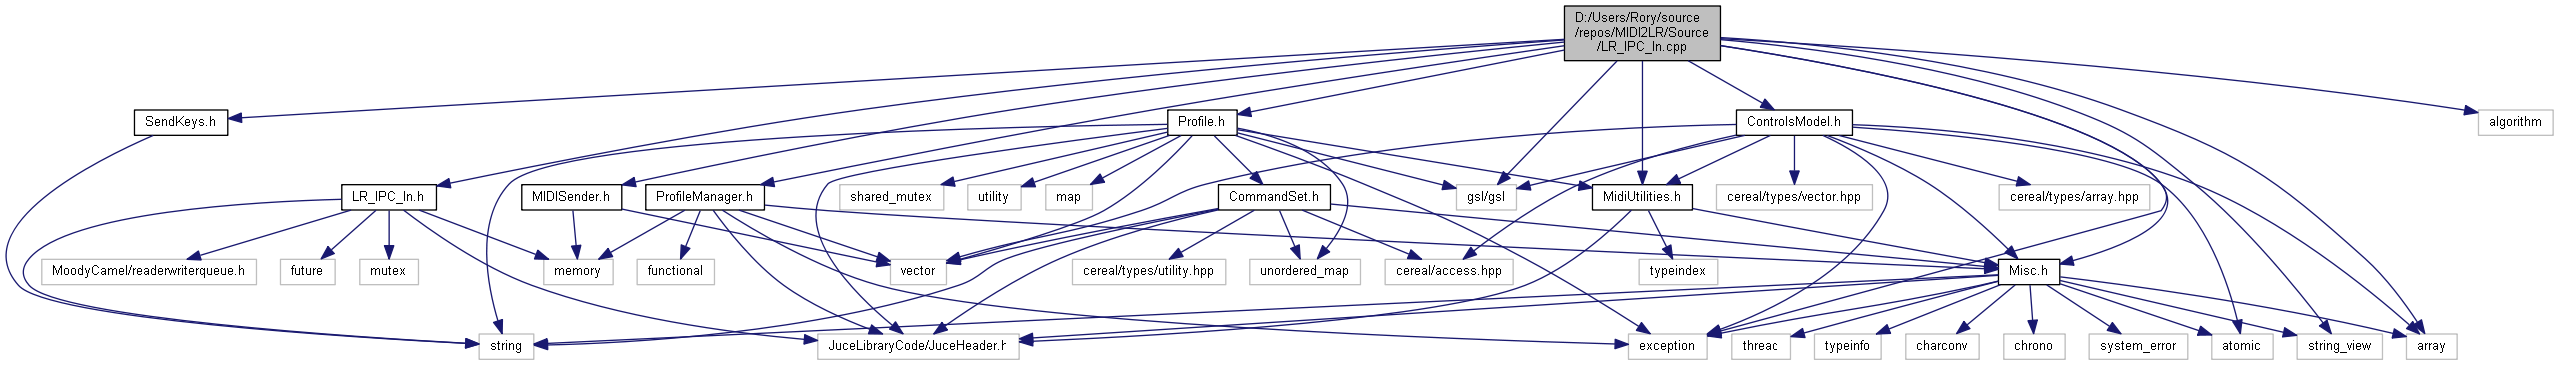 D:/Users/Rory/source
/repos/MIDI2LR/Source
/LR_IPC_In.cpp
SendKeys.h
Profile.h
ControlsModel.h
algorithm
LR_IPC_In.h
MIDISender.h
ProfileManager.h
shared_mutex
utility
map
CommandSet.h
gsl/gsl
MidiUtilities.h
cereal/types/vector.hpp
cereal/types/array.hpp
MoodyCamel/readerwriterqueue.h
future
mutex
memory
functional
vector
cereal/types/utility.hpp
unordered_map
cereal/access.hpp
typeindex
Misc.h
string
JuceLibraryCode/JuceHeader.h
exception
thread
typeinfo
charconv
chrono
system_error
atomic
string_view
array